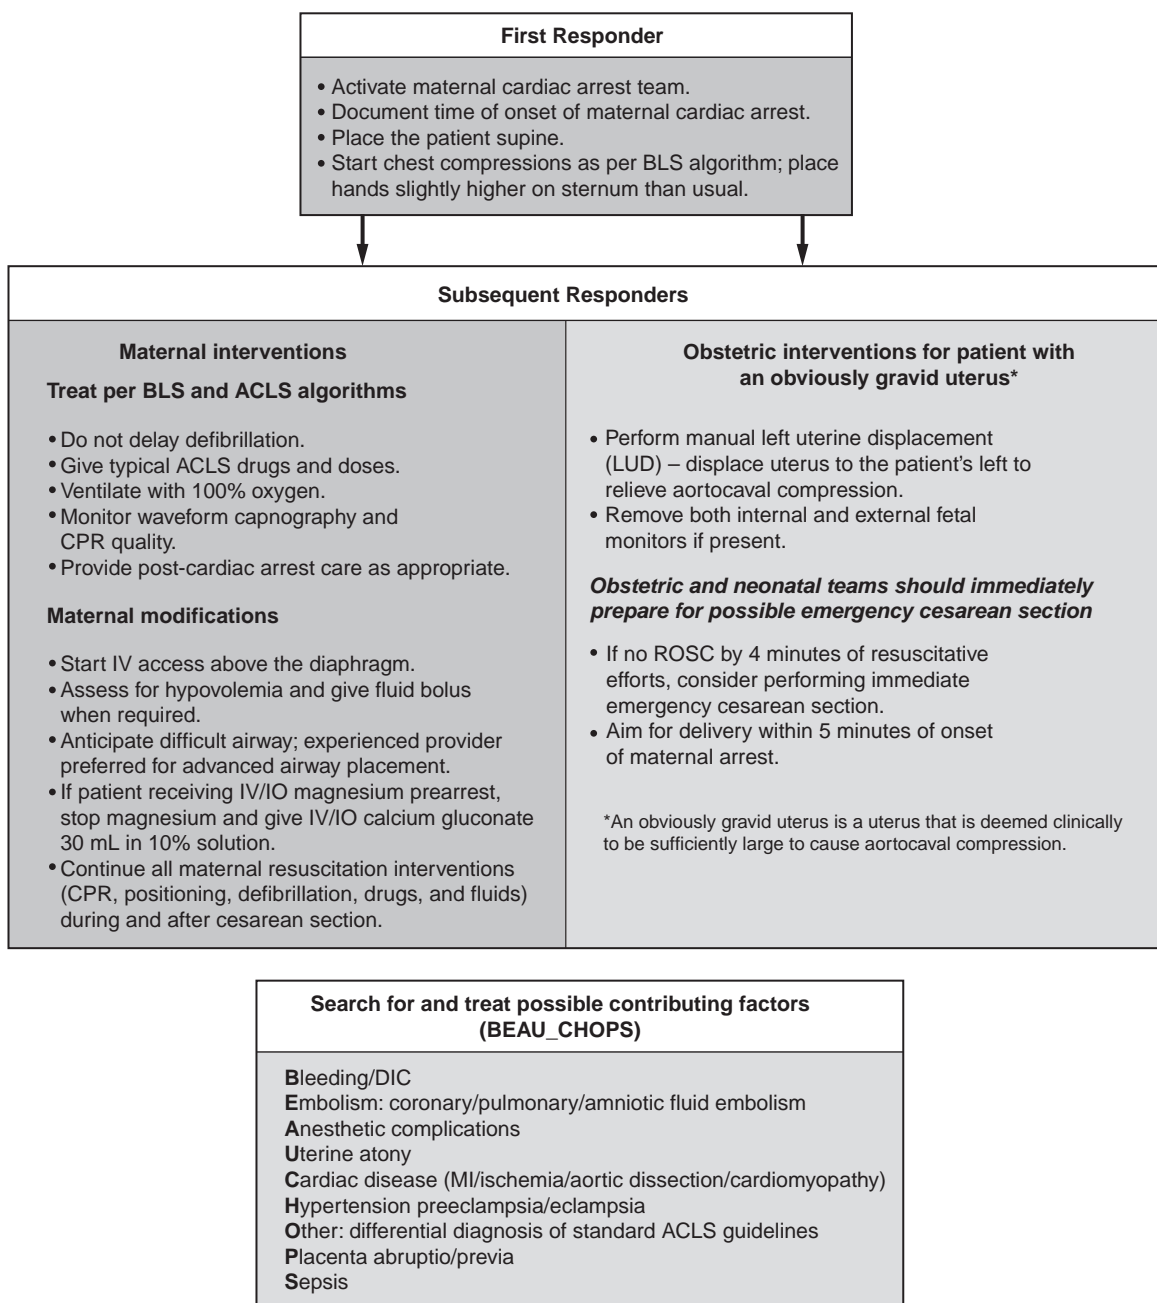 First Responder
• Activate maternal cardiac arrest team.
• Document time of onset of maternal cardiac arrest.
• Place the patient supine.
• Start chest compressions as per BLS algorithm; place
hands slightly higher on sternum than usual.
Subsequent Responders
Maternal interventions
Treat per BLS and ACLS algorithms
• Do not delay defibrillation.
• Give typical ACLS drugs and doses.
• Ventilate with 100% oxygen.
• Monitor waveform capnography and
CPR quality.
• Provide post-cardiac arrest care as appropriate.
Maternal modifications
• Start IV access above the diaphragm.
• Assess for hypovolemia and give fluid bolus
when required.
• Anticipate difficult airway; experienced provider
preferred for advanced airway placement.
• If patient receiving IV/IO magnesium prearrest,
stop magnesium and give IV/IO calcium gluconate
30 mL in 10% solution.
• Continue all maternal resuscitation interventions
(CPR, positioning, defibrillation, drugs, and fluids)
during and after cesarean section.
Obstetric interventions for patient with
an obviously gravid uterus*
• Perform manual left uterine displacement
(LUD) – displace uterus to the patient's left to
relieve aortocaval compression.
• Remove both internal and external fetal
monitors if present.
Obstetric and neonatal teams should immediately
prepare for possible emergency cesarean section
• If no ROSC by 4 minutes of resuscitative
efforts, consider performing immediate
emergency cesarean section.
• Aim for delivery within 5 minutes of onset
of maternal arrest.
*An obviously gravid uterus is a uterus that is deemed clinically
to be sufficiently large to cause aortocaval compression.
Search for and treat possible contributing factors
(BEAU_CHOPS)
Bleeding/DIC
Embolism: coronary/pulmonary/amniotic fluid embolism
Anesthetic complications
Uterine atony
Cardiac disease (MI/ischemia/aortic dissection/cardiomyopathy)
Hypertension preeclampsia/eclampsia
Other: differential diagnosis of standard ACLS guidelines
Placenta abruptio/previa
Sepsis